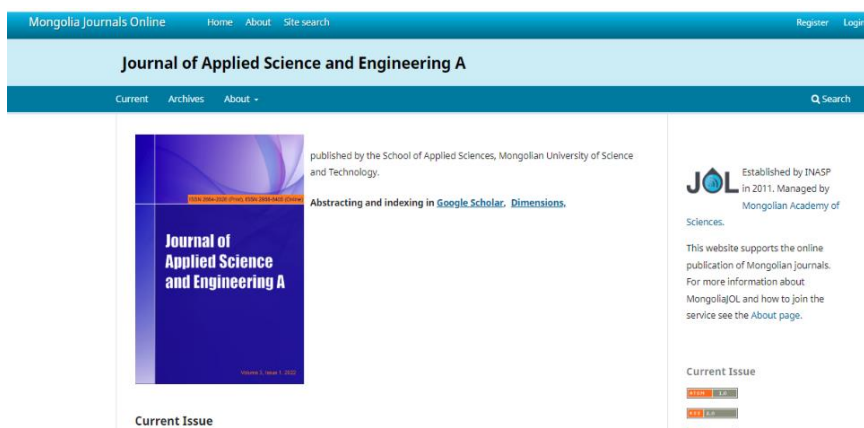 Mongolia Journals Online
Home About Site search
Register Login
Journal of Applied Science and Engineering A
Current Archives About
Search
published by the School of Applied Sciences, Mongolian University of Science
and Technology.
Abstracting and indexing in Google Scholar, Dimensions,
Journal of
Applied Science
and Engineering A
Volume 3, Issue 1 2022
Current Issue
JOL
Established by INASP
in 2011. Managed by
Mongolian Academy of
Sciences.
This website supports the online
publication of Mongolian journals.
For more information about
MongoliaJOL and how to join the
service see the About page.
Current Issue
ATOM 1.0